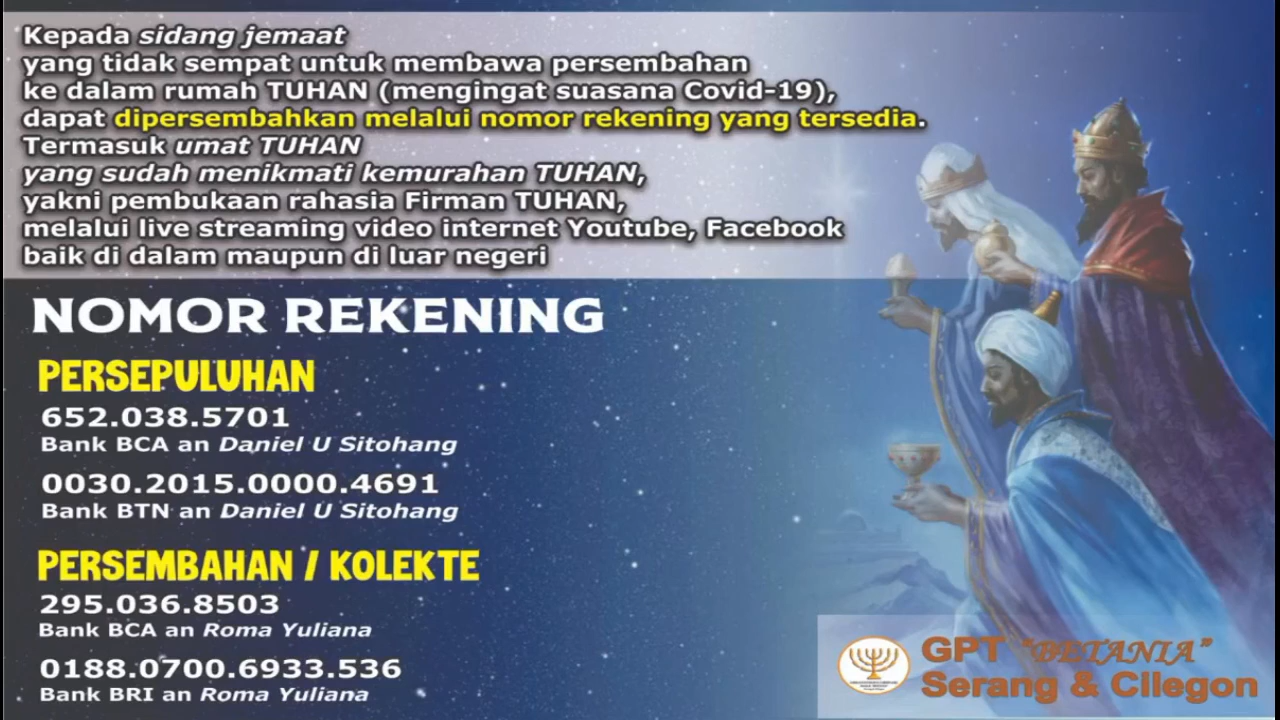 Kepada sidang jemaat
yang tidak sempat untuk membawa persembahan
ke dalam rumah TUHAN (mengingat suasana Covid-19),
dapat dipersembahkan melalui nomor rekening yang tersedia.
Termasuk umat TUHAN
yang sudah menikmati kemurahan TUHAN,
yakni pembukaan rahasia Firman TUHAN,
melalui live streaming video internet Youtube, Facebook
baik di dalam maupun di luar negeri
NOMOR REKENING
PERSEPULUHAN
652.038.5701
Bank BCA an Daniel U Sitohang
0030.2015.0000.4691
Bank BTN an Daniel U Sitohang
PERSEMBAHAN / KOLEKTE
295.036.8503
Bank BCA an Roma Yuliana
0188.0700.6933.536
Bank BRI an Roma Yuliana
GPT "BETANIA"
Serang & CIlegon